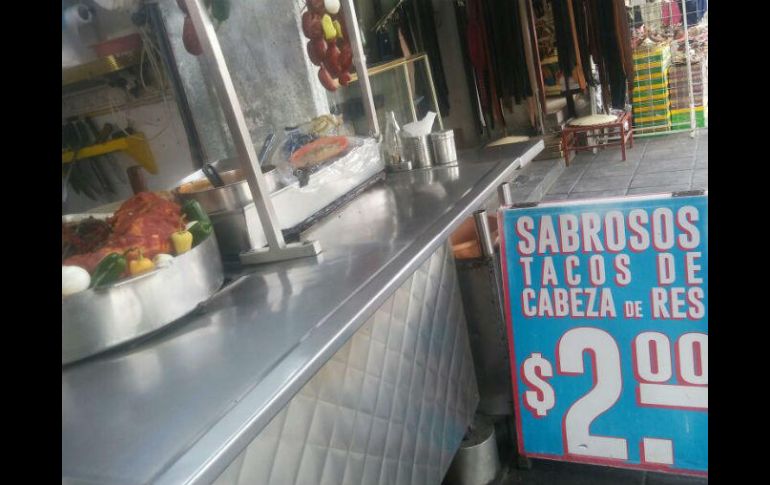 SABROSOS
TACOS DE
CABEZA DE RES
$2.00